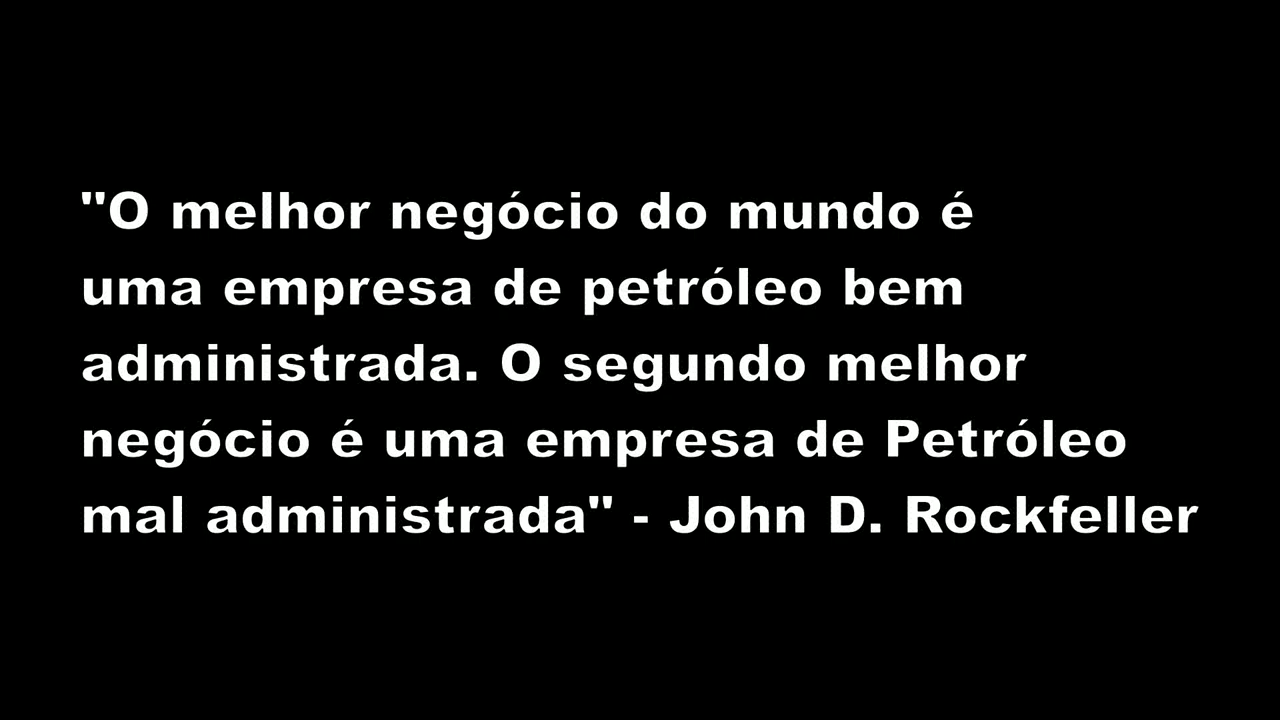 "O melhor negócio do mundo é
uma empresa de petróleo bem
administrada. O segundo melhor
negócio é uma empresa de Petróleo
mal administrada" - John D. Rockfeller